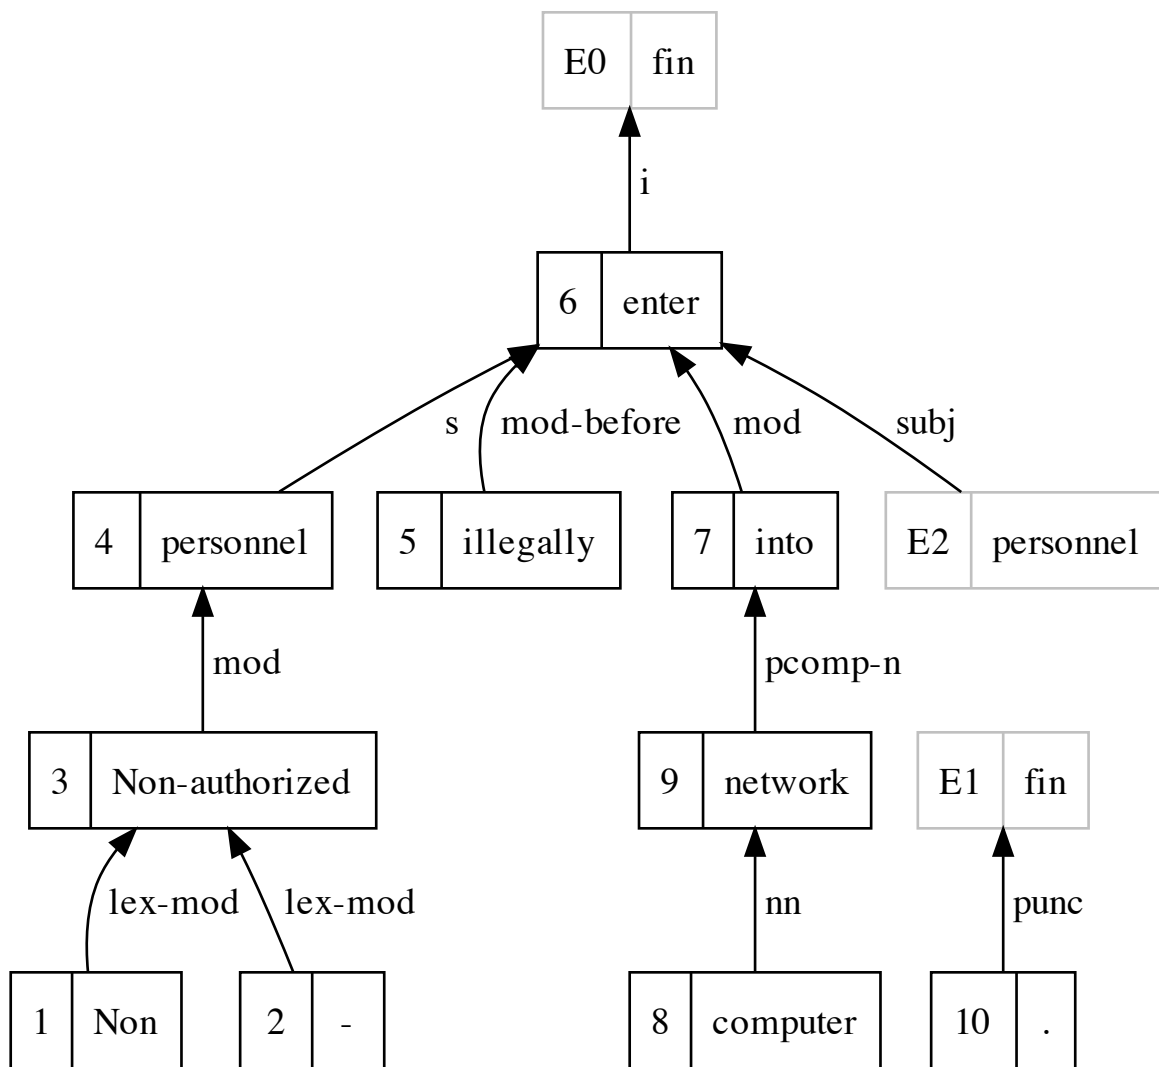 E0 fin
i
6 enter
s mod-before mod subj
4 personnel 5 illegally 7 into E2 personnel
mod pcomp-n
3 Non-authorized 9 network E1 fin
lex-mod lex-mod nn punc
1 Non 2 - 8 computer 10 .